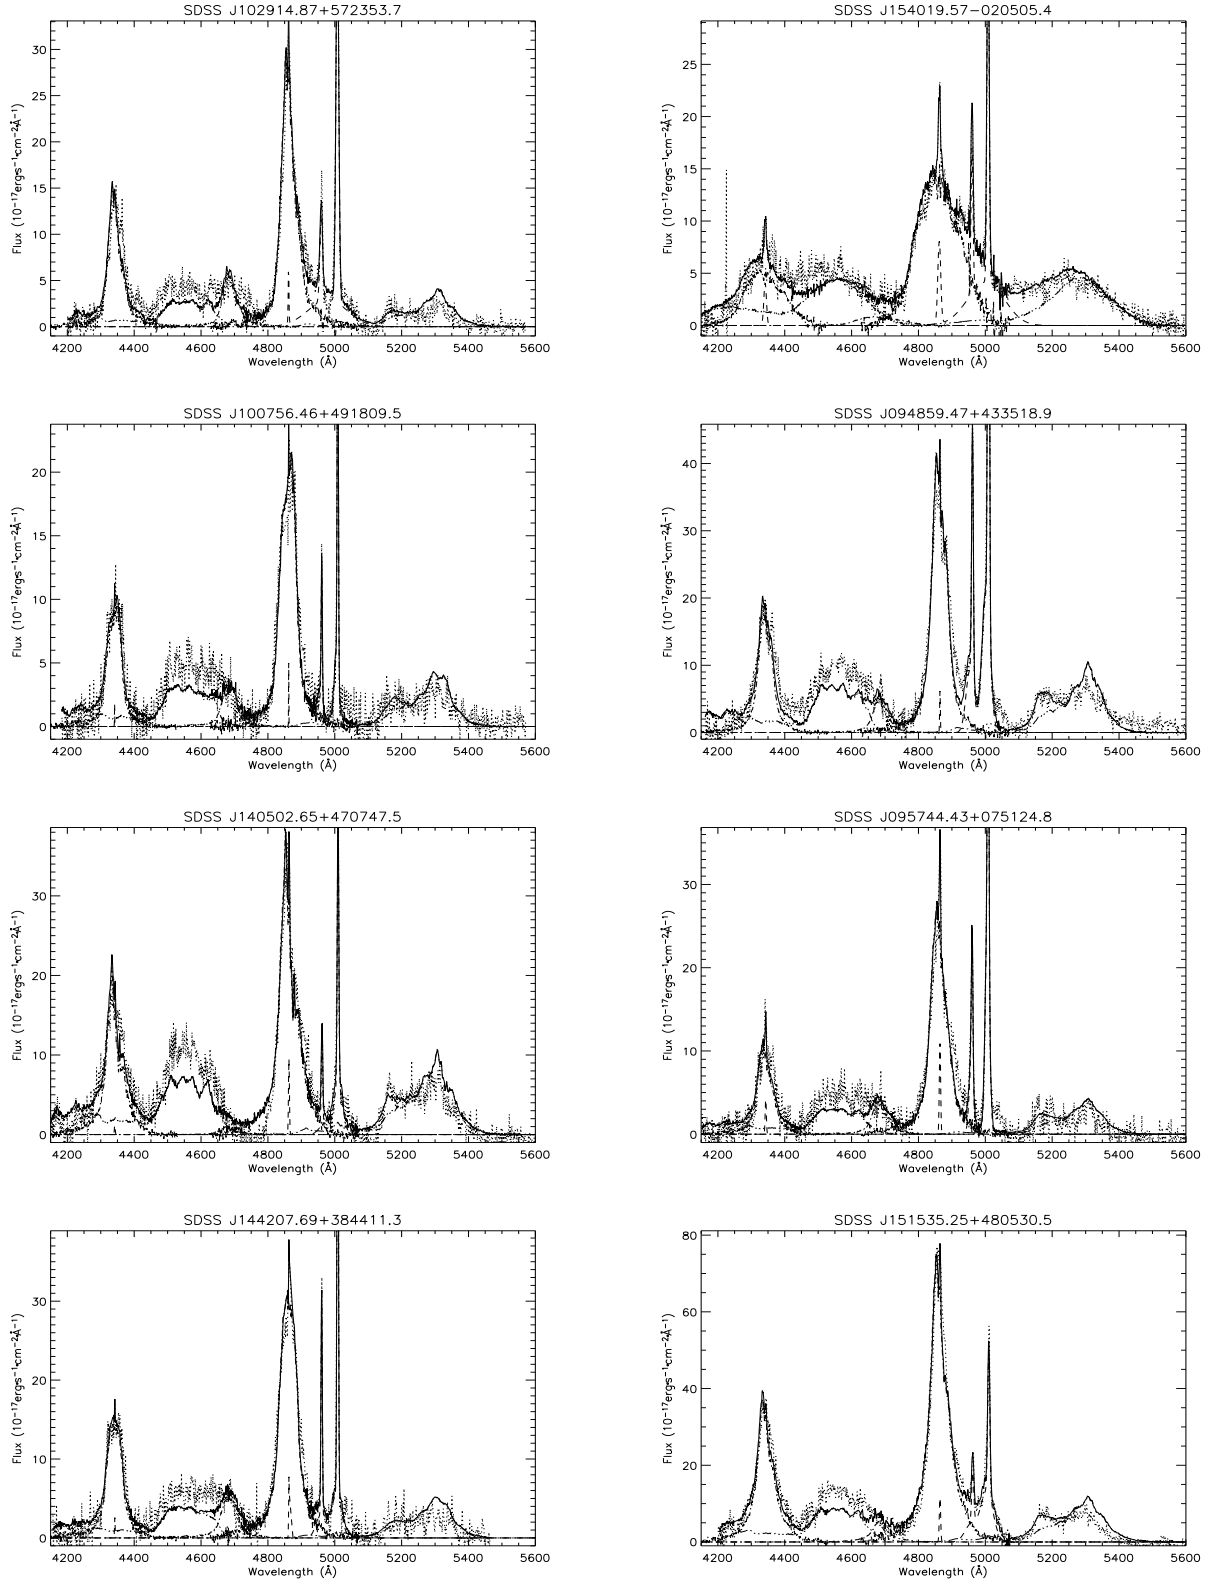 SDSS J102914.87+572353.7
30
25
20
15
10
5
0
Flux (10⁻¹⁷ergs⁻¹cm⁻²Å⁻¹)
4200 4400 4600 4800 5000 5200 5400 5600
Wavelength (Å)
SDSS J154019.57−020505.4
25
20
15
10
5
0
Flux (10⁻¹⁷ergs⁻¹cm⁻²Å⁻¹)
4200 4400 4600 4800 5000 5200 5400 5600
Wavelength (Å)
SDSS J100756.46+491809.5
20
15
10
5
0
Flux (10⁻¹⁷ergs⁻¹cm⁻²Å⁻¹)
4200 4400 4600 4800 5000 5200 5400 5600
Wavelength (Å)
SDSS J094859.47+433518.9
40
30
20
10
0
Flux (10⁻¹⁷ergs⁻¹cm⁻²Å⁻¹)
4200 4400 4600 4800 5000 5200 5400 5600
Wavelength (Å)
SDSS J140502.65+470747.5
30
20
10
0
Flux (10⁻¹⁷ergs⁻¹cm⁻²Å⁻¹)
4200 4400 4600 4800 5000 5200 5400 5600
Wavelength (Å)
SDSS J095744.43+075124.8
30
20
10
0
Flux (10⁻¹⁷ergs⁻¹cm⁻²Å⁻¹)
4200 4400 4600 4800 5000 5200 5400 5600
Wavelength (Å)
SDSS J144207.69+384411.3
30
20
10
0
Flux (10⁻¹⁷ergs⁻¹cm⁻²Å⁻¹)
4200 4400 4600 4800 5000 5200 5400 5600
Wavelength (Å)
SDSS J151535.25+480530.5
80
60
40
20
0
Flux (10⁻¹⁷ergs⁻¹cm⁻²Å⁻¹)
4200 4400 4600 4800 5000 5200 5400 5600
Wavelength (Å)